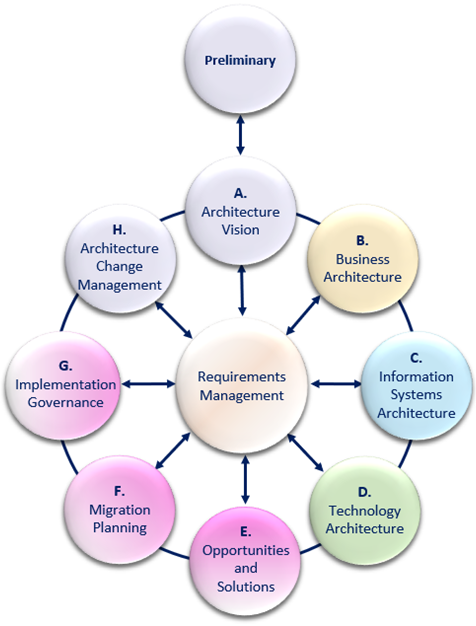 Preliminary
A.
Architecture
Vision
B.
Business
Architecture
C.
Information
Systems
Architecture
D.
Technology
Architecture
E.
Opportunities
and
Solutions
F.
Migration
Planning
G.
Implementation
Governance
H.
Architecture
Change
Management
Requirements
Management